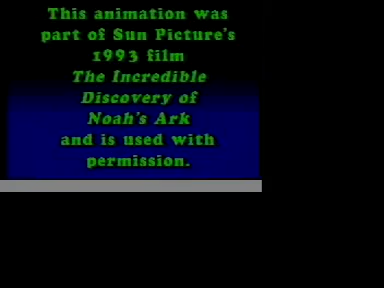 This animation was
part of Sun Picture's
1993 film
The Incredible
Discovery of
Noah's Ark
and is used with
permission.